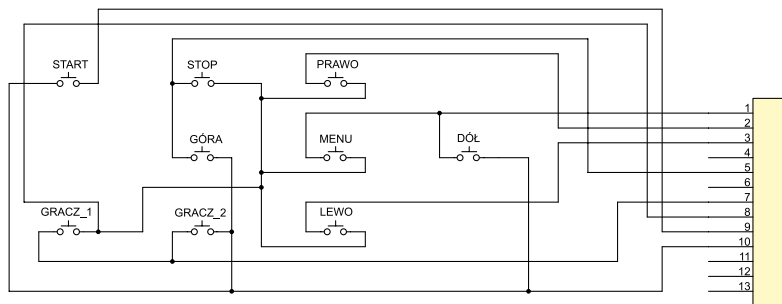 START
STOP
PRAWO
GÓRA
MENU
DÓŁ
GRACZ_1
GRACZ_2
LEWO
1
2
3
4
5
6
7
8
9
10
11
12
13